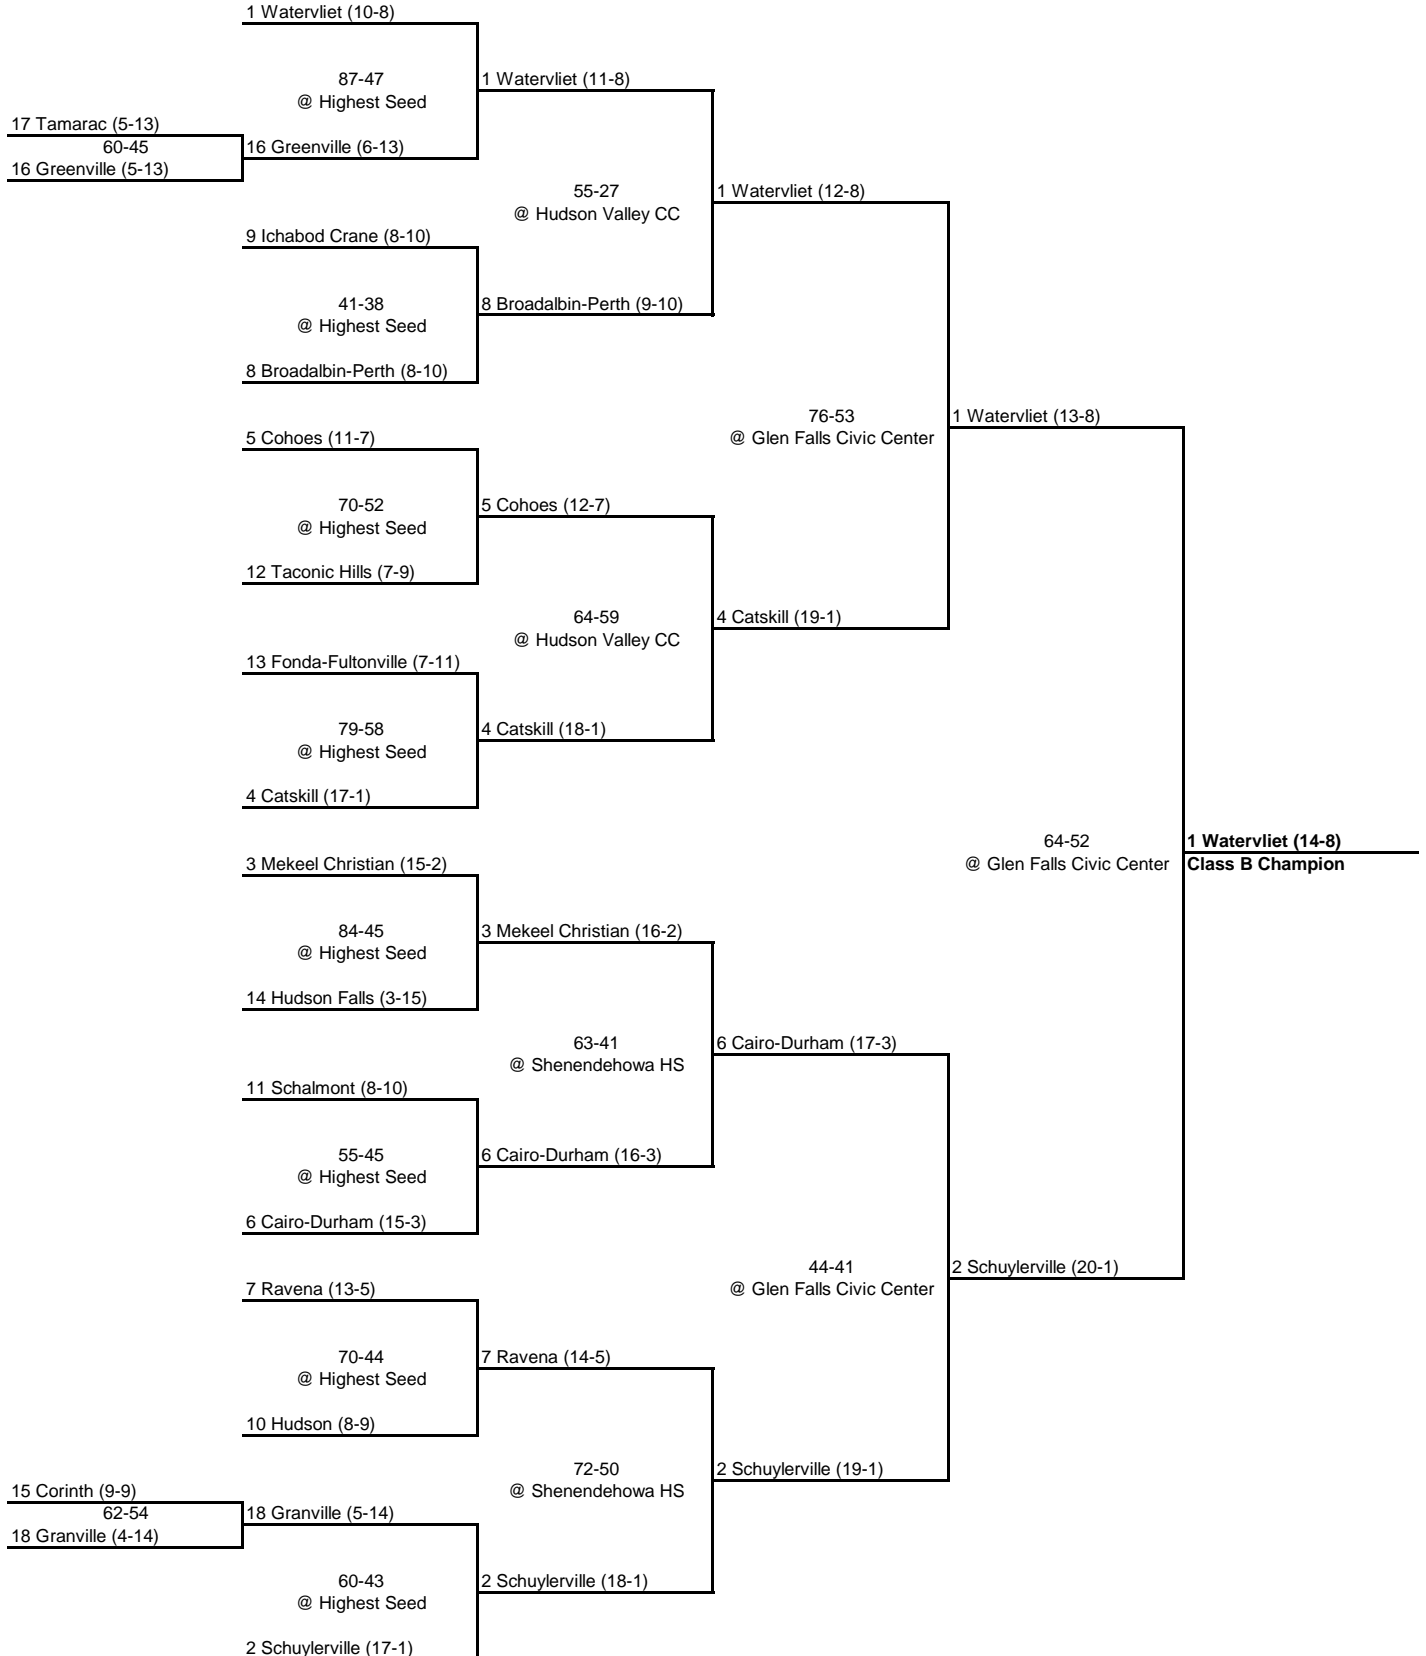 1 Watervliet (10-8)
87-47
@ Highest Seed
1 Watervliet (11-8)
17 Tamarac (5-13)
60-45
16 Greenville (5-13)
16 Greenville (6-13)
55-27
@ Hudson Valley CC
1 Watervliet (12-8)
9 Ichabod Crane (8-10)
41-38
@ Highest Seed
8 Broadalbin-Perth (9-10)
8 Broadalbin-Perth (8-10)
76-53
@ Glen Falls Civic Center
1 Watervliet (13-8)
5 Cohoes (11-7)
70-52
@ Highest Seed
5 Cohoes (12-7)
12 Taconic Hills (7-9)
64-59
@ Hudson Valley CC
4 Catskill (19-1)
13 Fonda-Fultonville (7-11)
79-58
@ Highest Seed
4 Catskill (18-1)
4 Catskill (17-1)
64-52
@ Glen Falls Civic Center
1 Watervliet (14-8)
Class B Champion
3 Mekeel Christian (15-2)
84-45
@ Highest Seed
3 Mekeel Christian (16-2)
14 Hudson Falls (3-15)
63-41
@ Shenendehowa HS
6 Cairo-Durham (17-3)
11 Schalmont (8-10)
55-45
@ Highest Seed
6 Cairo-Durham (16-3)
6 Cairo-Durham (15-3)
44-41
@ Glen Falls Civic Center
2 Schuylerville (20-1)
7 Ravena (13-5)
70-44
@ Highest Seed
7 Ravena (14-5)
10 Hudson (8-9)
72-50
@ Shenendehowa HS
2 Schuylerville (19-1)
15 Corinth (9-9)
62-54
18 Granville (4-14)
18 Granville (5-14)
60-43
@ Highest Seed
2 Schuylerville (18-1)
2 Schuylerville (17-1)